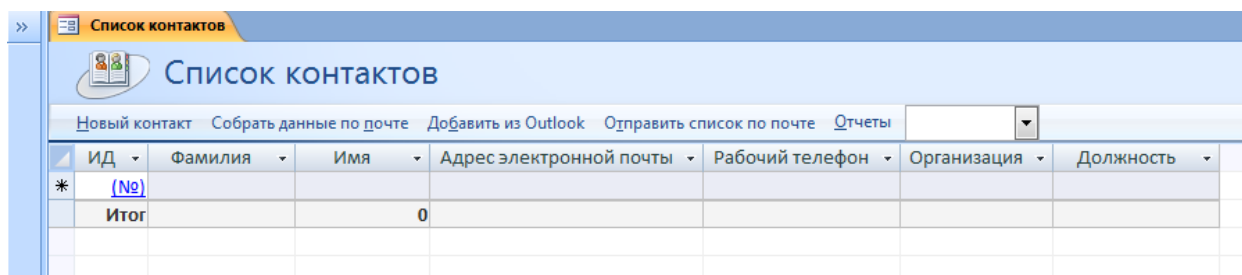 Список контактов
Список контактов
Новый контакт Собрать данные по почте Добавить из Outlook Отправить список по почте Отчеты
ИД Фамилия Имя Адрес электронной почты Рабочий телефон Организация Должность
(№)
Итог 0